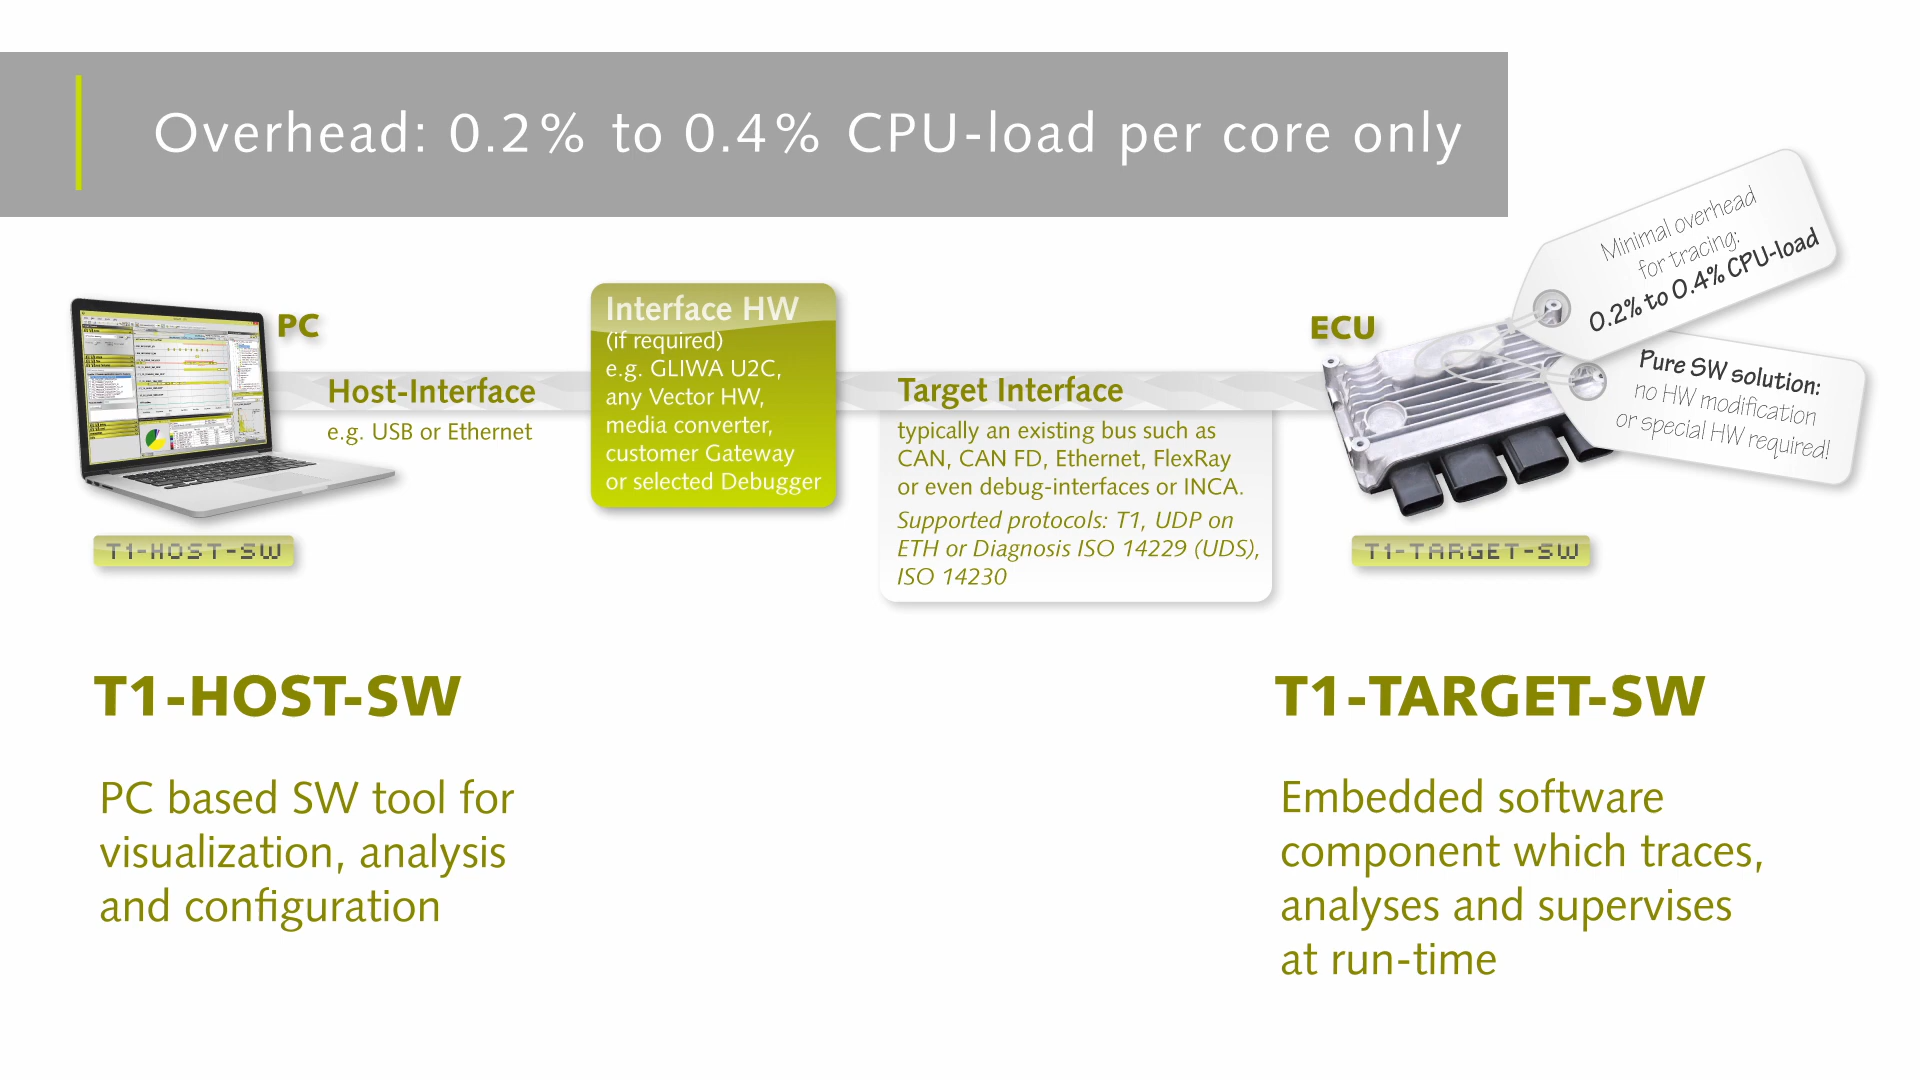 Overhead: 0.2% to 0.4% CPU-load per core only
Minimal overhead
for tracing:
0.2% to 0.4% CPU-load
Pure SW solution:
no HW modification
or special HW required!
PC
Host-Interface
e.g. USB or Ethernet
Interface HW
(if required)
e.g. GLIWA U2C,
any Vector HW,
media converter,
customer Gateway
or selected Debugger
Target Interface
typically an existing bus such as
CAN, CAN FD, Ethernet, FlexRay
or even debug-interfaces or INCA.
Supported protocols: T1, UDP on
ETH or Diagnosis ISO 14229 (UDS),
ISO 14230
ECU
T1-HOST-SW
T1-TARGET-SW
T1-HOST-SW
PC based SW tool for
visualization, analysis
and configuration
T1-TARGET-SW
Embedded software
component which traces,
analyses and supervises
at run-time